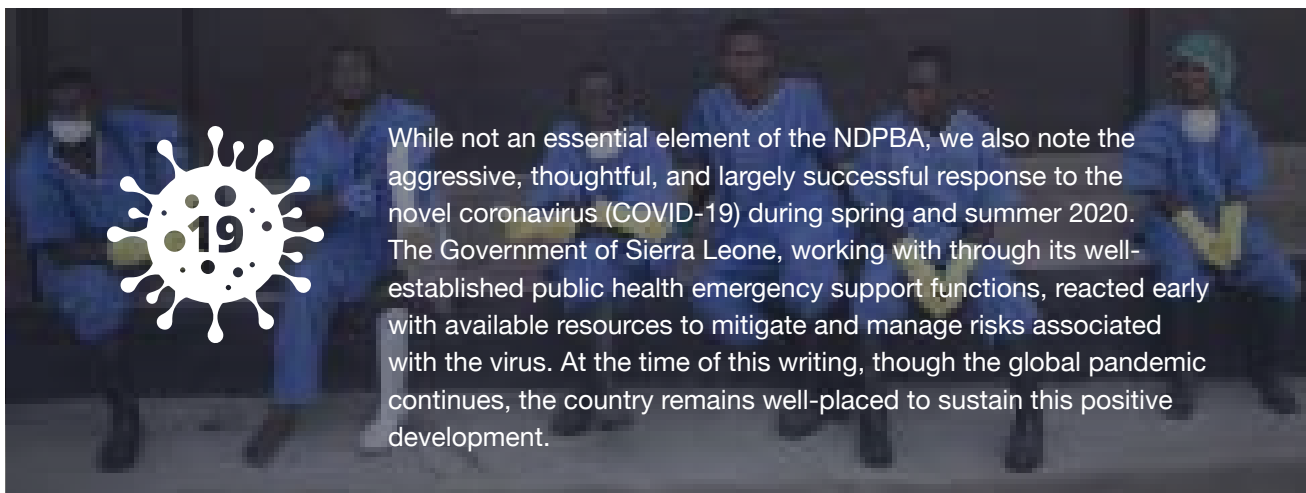 19
While not an essential element of the NDPBA, we also note the
aggressive, thoughtful, and largely successful response to the
novel coronavirus (COVID-19) during spring and summer 2020.
The Government of Sierra Leone, working with through its well-
established public health emergency support functions, reacted early
with available resources to mitigate and manage risks associated
with the virus. At the time of this writing, though the global pandemic
continues, the country remains well-placed to sustain this positive
development.